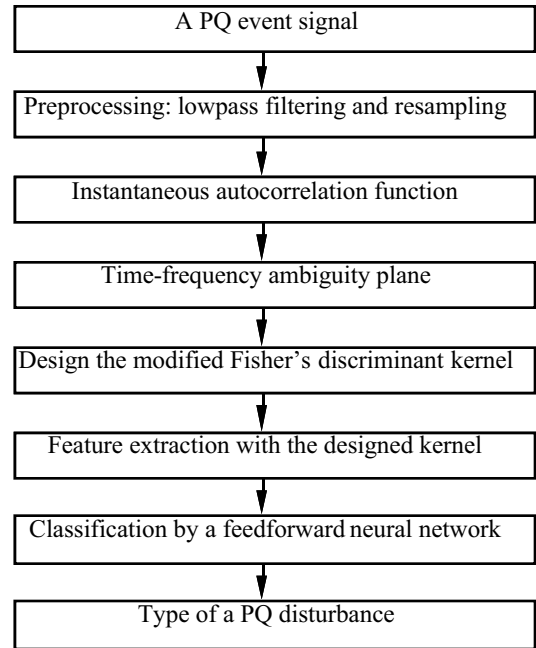 A PQ event signal
Preprocessing: lowpass filtering and resampling
Instantaneous autocorrelation function
Time-frequency ambiguity plane
Design the modified Fisher’s discriminant kernel
Feature extraction with the designed kernel
Classification by a feedforward neural network
Type of a PQ disturbance